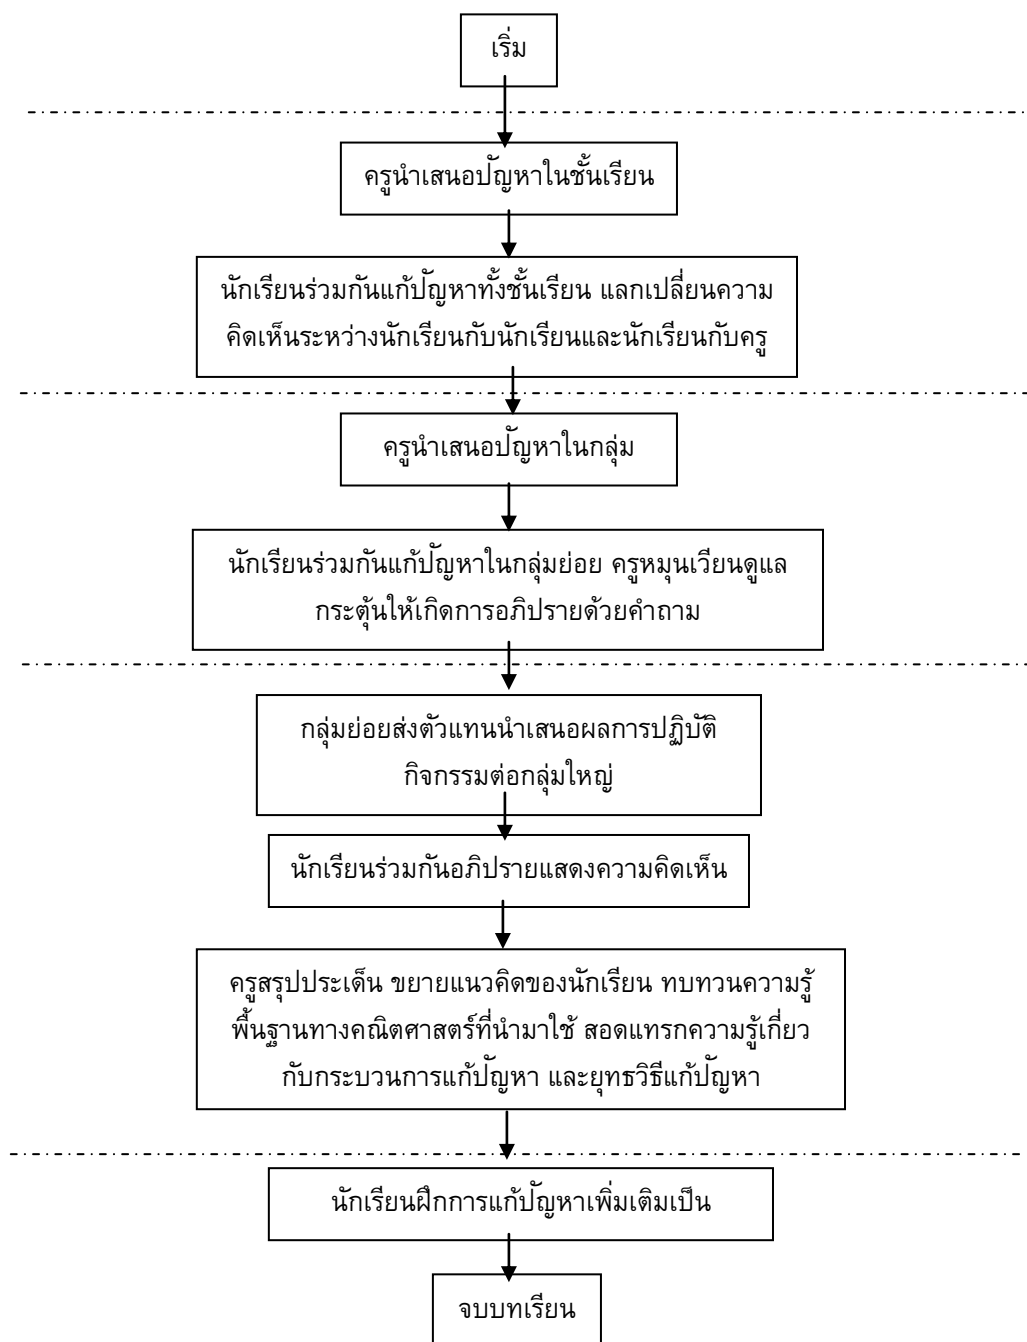 เริ่ม
ครูนำเสนอปัญหาในชั้นเรียน
นักเรียนร่วมกันแก้ปัญหาทั้งชั้นเรียน แลกเปลี่ยนความ
คิดเห็นระหว่างนักเรียนกับนักเรียนและนักเรียนกับครู
ครูนำเสนอปัญหาในกลุ่ม
นักเรียนร่วมกันแก้ปัญหาในกลุ่มย่อย ครูหมุนเวียนดูแล
กระตุ้นให้เกิดการอภิปรายด้วยคำถาม
กลุ่มย่อยส่งตัวแทนนำเสนอผลการปฏิบัติ
กิจกรรมต่อกลุ่มใหญ่
นักเรียนร่วมกันอภิปรายแสดงความคิดเห็น
ครูสรุปประเด็น ขยายแนวคิดของนักเรียน ทบทวนความรู้
พื้นฐานทางคณิตศาสตร์ที่นำมาใช้ สอดแทรกความรู้เกี่ยว
กับกระบวนการแก้ปัญหา และยุทธวิธีแก้ปัญหา
นักเรียนฝึกการแก้ปัญหาเพิ่มเติมเป็น
จบบทเรียน